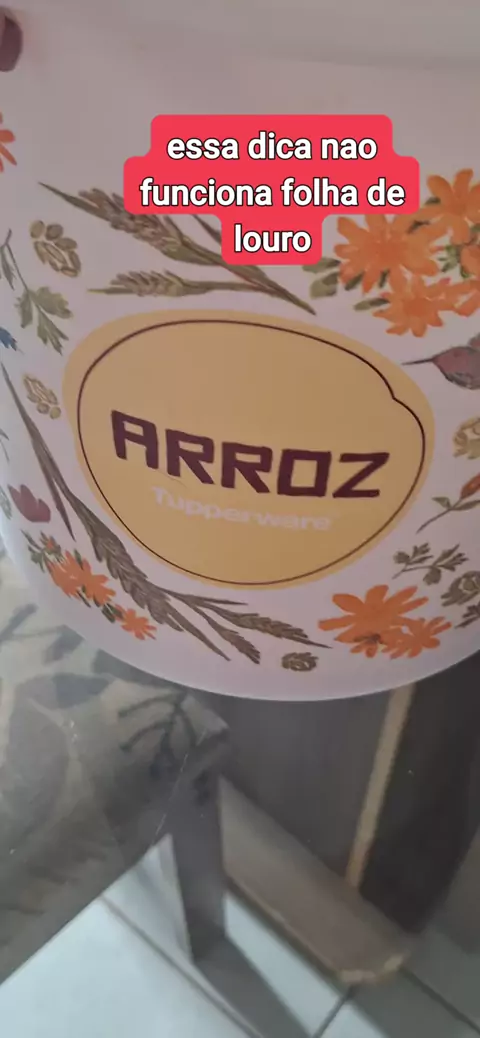 essa dica nao
funciona folha de
louro
ARROZ
Tupperware